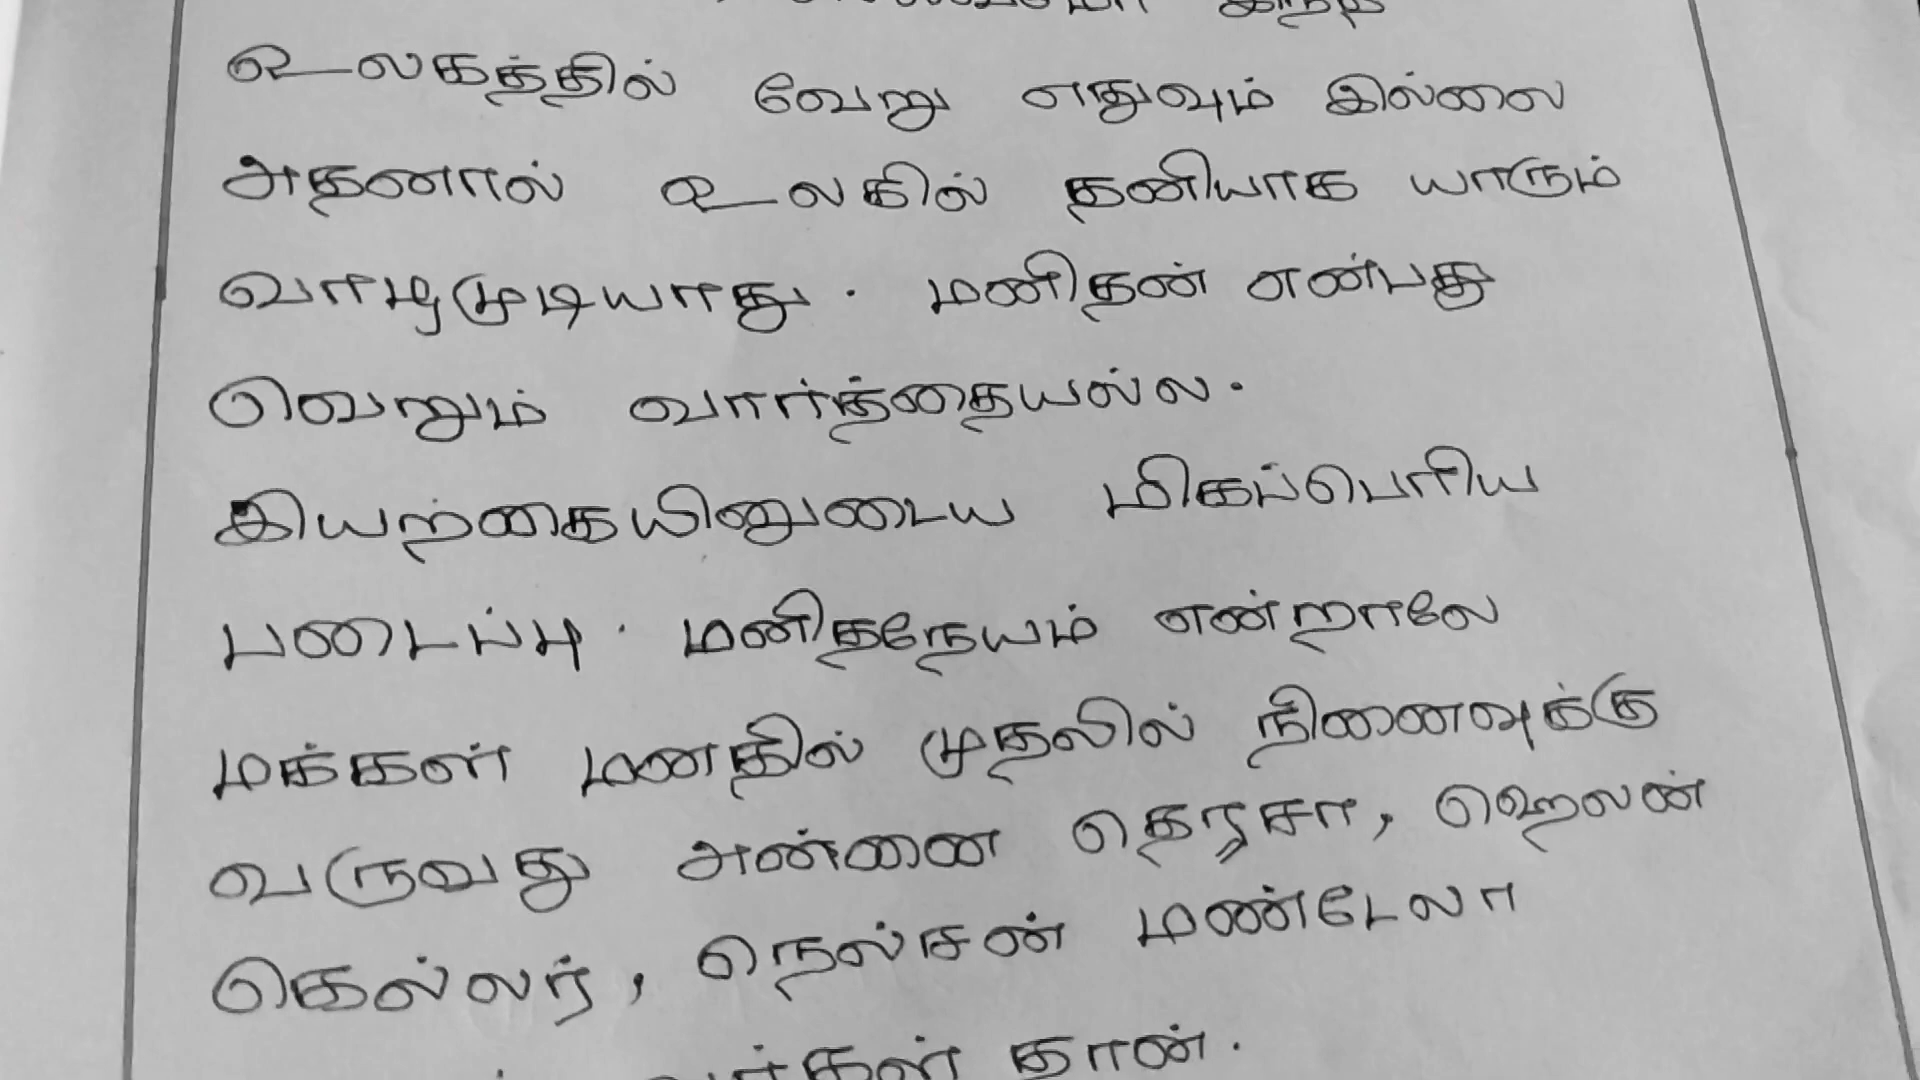 உலகத்தில் வேறு எதுவும் இல்லை
அதனால் உலகில் தனியாக யாரும்
வாழமுடியாது. மனிதன் என்பது
வெறும் வார்த்தையல்ல.
இயற்கையினுடைய மிகப்பெரிய
படைப்பு. மனிதநேயம் என்றாலே
மக்கள் மனதில் முதலில் நினைவுக்கு
வருவது அன்னை தெரசா, ஹெலன்
கெல்லர், நெல்சன் மண்டேலா
தான்.